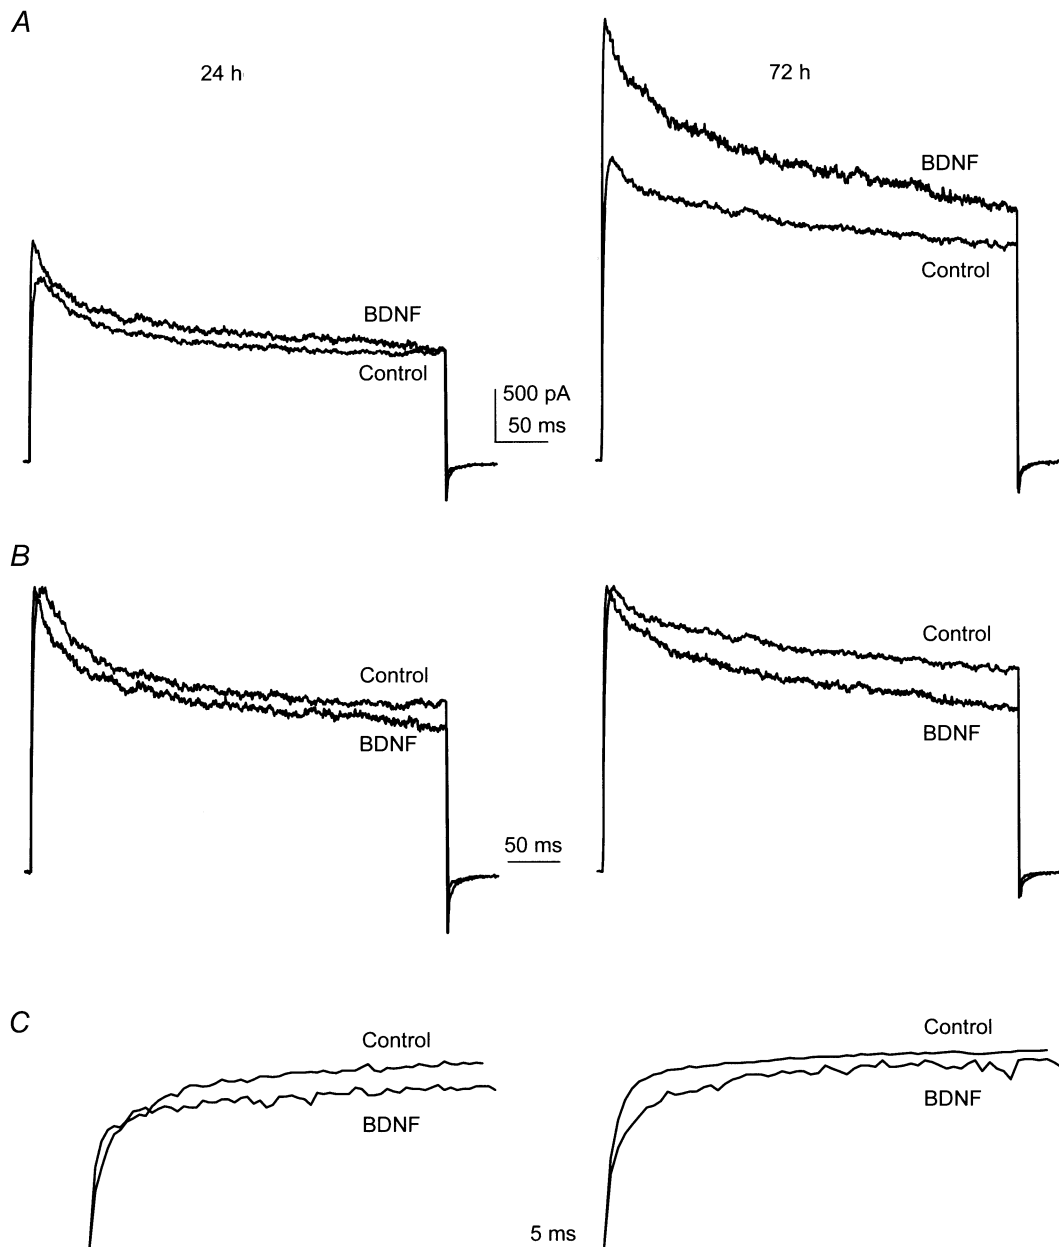 A
24 h
72 h
BDNF
Control
BDNF
Control
500 pA
50 ms
B
Control
BDNF
Control
BDNF
50 ms
C
Control
BDNF
Control
BDNF
5 ms